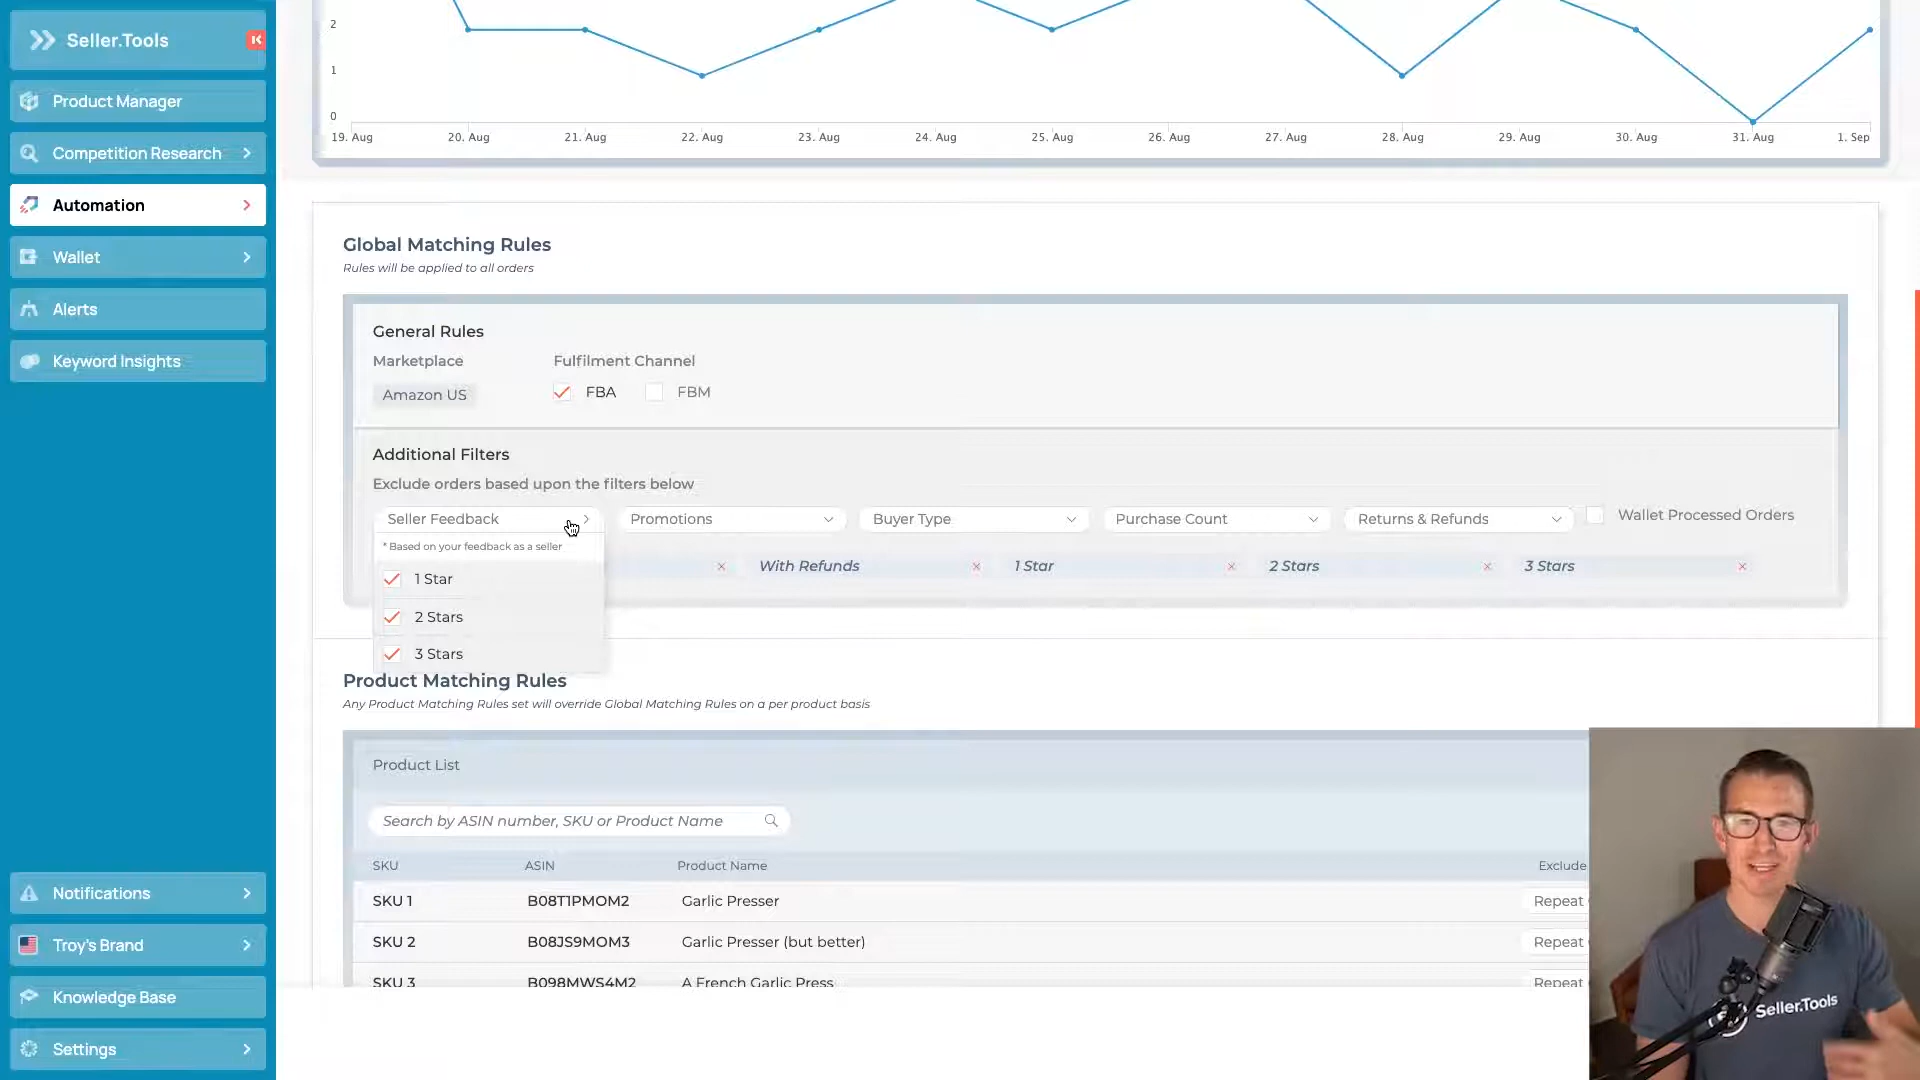 Seller.Tools
Product Manager
Competition Research
Automation
Wallet
Alerts
Keyword Insights
Notifications
Troy's Brand
Knowledge Base
Settings
2
1
0
19. Aug 20. Aug 21. Aug 22. Aug 23. Aug 24. Aug 25. Aug 26. Aug 27. Aug 28. Aug 29. Aug 30. Aug 31. Aug 1. Sep
Global Matching Rules
Rules will be applied to all orders
General Rules
Marketplace Fulfilment Channel
Amazon US FBA FBM
Additional Filters
Exclude orders based upon the filters below
Seller Feedback Promotions Buyer Type Purchase Count Returns & Refunds Wallet Processed Orders
* Based on your feedback as a seller
With Refunds 1 Star 2 Stars 3 Stars
1 Star
2 Stars
3 Stars
Product Matching Rules
Any Product Matching Rules set will override Global Matching Rules on a per product basis
Product List
Search by ASIN number, SKU or Product Name
SKU ASIN Product Name Exclude
SKU 1 B08T1PMOM2 Garlic Presser Repeat
SKU 2 B08JS9MOM3 Garlic Presser (but better) Repeat
SKU 3 B098MWS4M2 A French Garlic Press Repeat
Seller.Tools